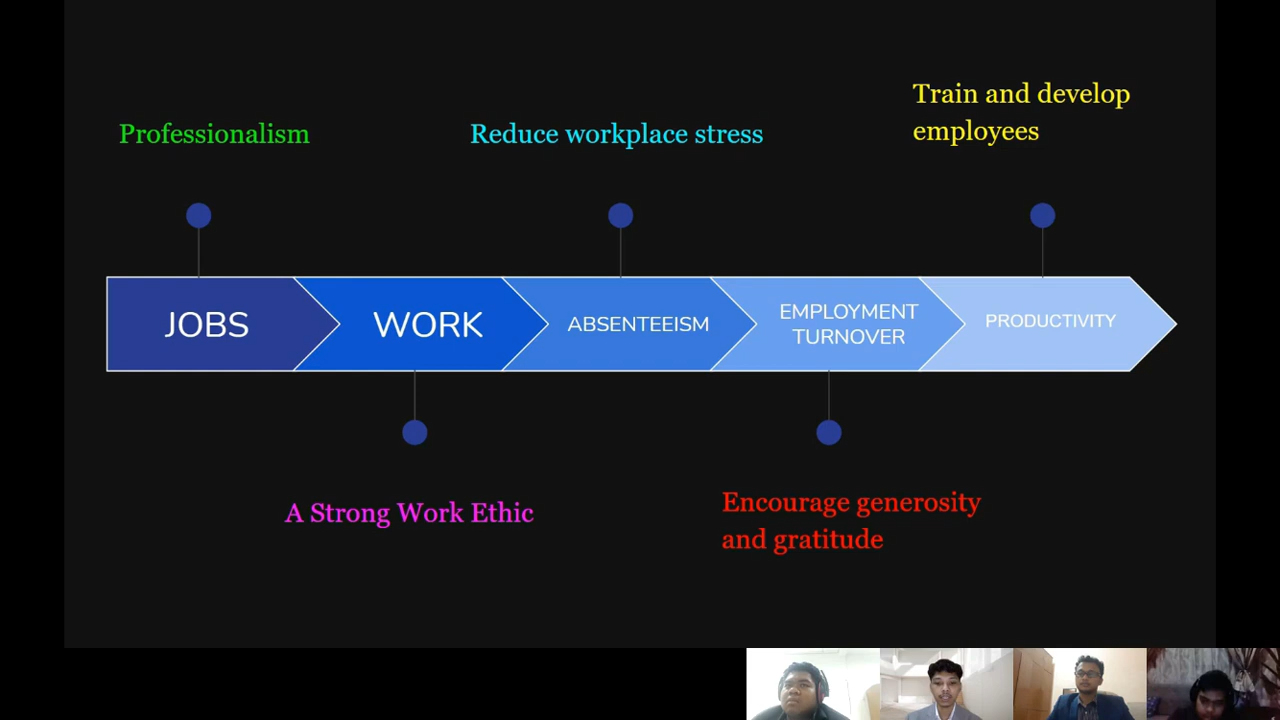 Train and develop
employees
Professionalism
Reduce workplace stress
JOBS
WORK
ABSENTEEISM
EMPLOYMENT
TURNOVER
PRODUCTIVITY
A Strong Work Ethic
Encourage generosity
and gratitude